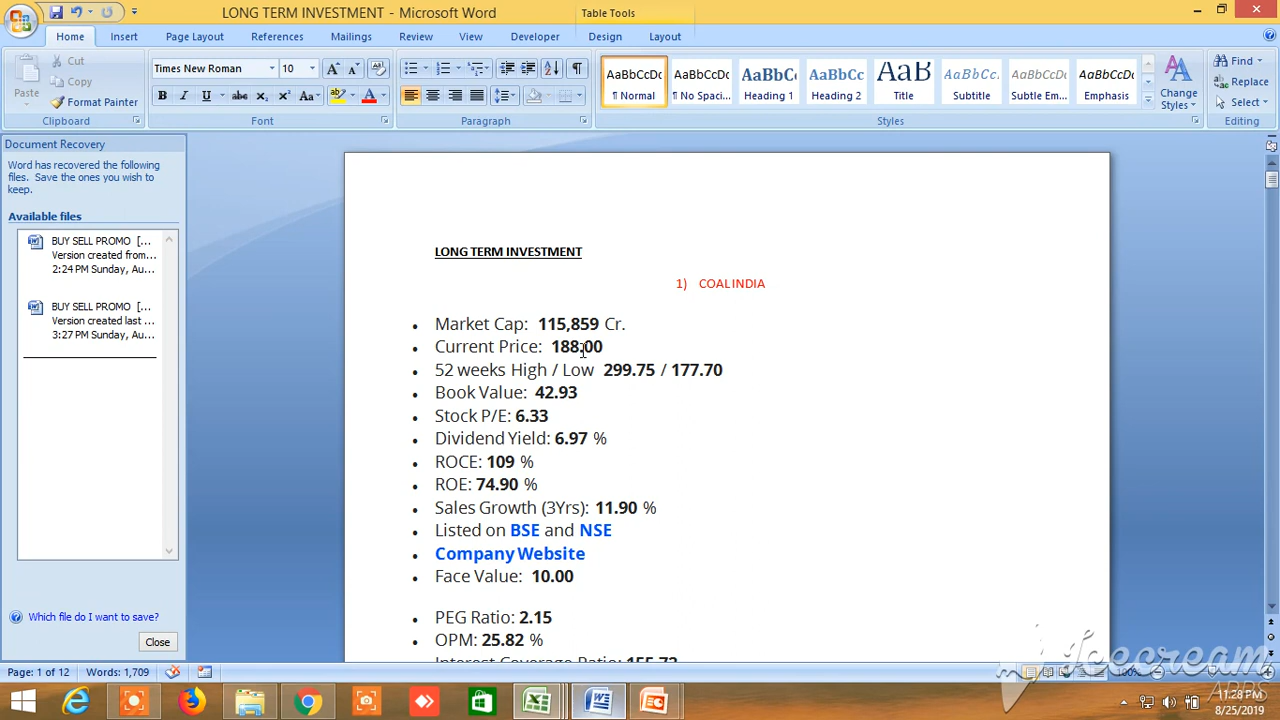 LONG TERM INVESTMENT - Microsoft Word
Table Tools
Home Insert Page Layout References Mailings Review View Developer Design Layout
Cut
Copy
Format Painter
Paste
Clipboard
Times New Roman 10
Font
Paragraph
AaBbCcDc AaBbCcDc AaBbCc AaBbCc AaB AaBbCc. AaBbCcDc AaBbCcDc
¶ Normal ¶ No Spaci... Heading 1 Heading 2 Title Subtitle Subtle Em... Emphasis
Change Styles
Styles
Find
Replace
Select
Editing
Document Recovery
Word has recovered the following
files. Save the ones you wish to
keep.
Available files
BUY SELL PROMO [...
Version created from...
2:24 PM Sunday, Au...
BUY SELL PROMO [...
Version created last ...
3:27 PM Sunday, Au...
Which file do I want to save?
Close
LONG TERM INVESTMENT
1) COALINDIA
• Market Cap: 115,859 Cr.
• Current Price: 188.00
• 52 weeks High / Low 299.75 / 177.70
• Book Value: 42.93
• Stock P/E: 6.33
• Dividend Yield: 6.97 %
• ROCE: 109 %
• ROE: 74.90 %
• Sales Growth (3Yrs): 11.90 %
• Listed on BSE and NSE
• Company Website
• Face Value: 10.00
• PEG Ratio: 2.15
• OPM: 25.82 %
• Interest Coverage Ratio: 155.72
Page: 1 of 12 Words: 1,709
100%
Icecream
APPS
11:28 PM
8/25/2019